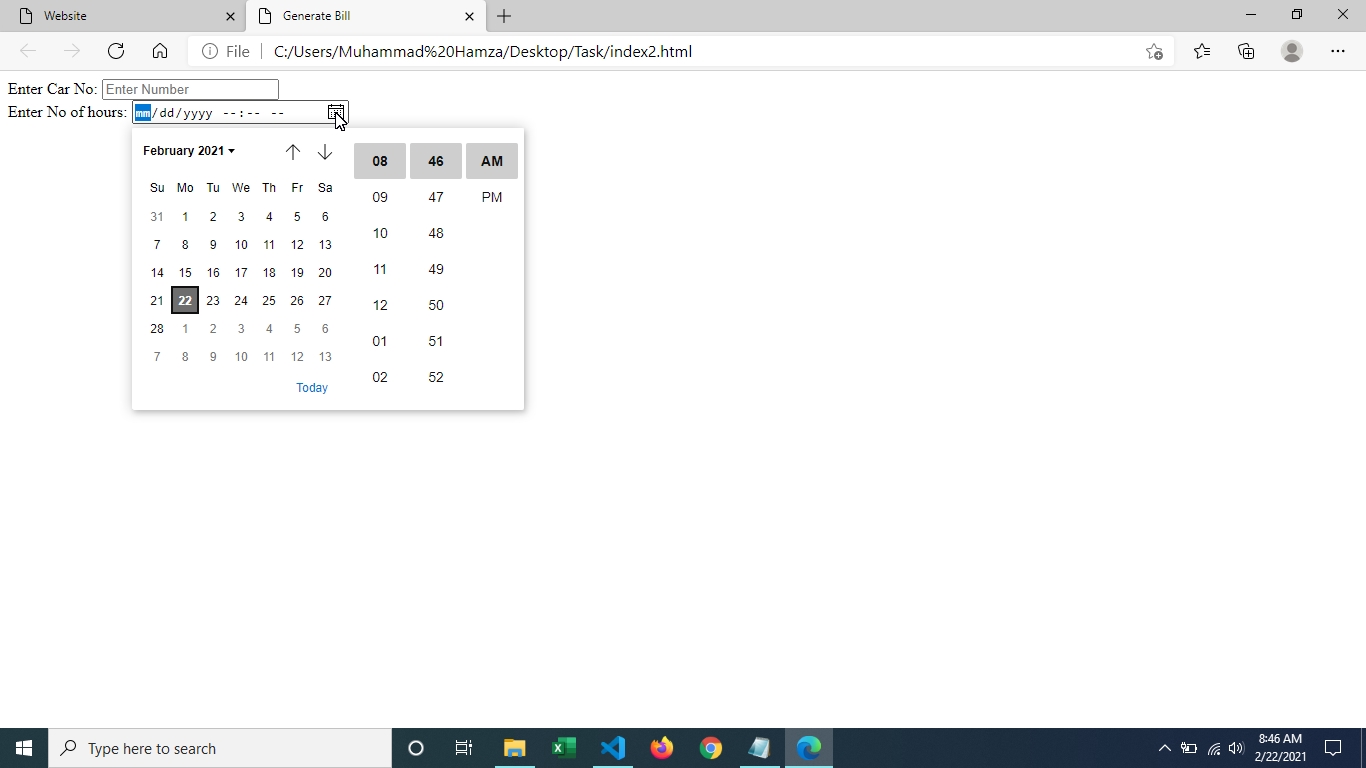 Website
Generate Bill
File
C:/Users/Muhammad%20Hamza/Desktop/Task/index2.html
Enter Car No: Enter Number
Enter No of hours: mm/dd/yyyy --:-- --
February 2021
08 46 AM
Su Mo Tu We Th Fr Sa
09 47 PM
31 1 2 3 4 5 6
10 48
7 8 9 10 11 12 13
11 49
14 15 16 17 18 19 20
12 50
21 22 23 24 25 26 27
01 51
28 1 2 3 4 5 6
02 52
7 8 9 10 11 12 13
Today
Type here to search
8:46 AM
2/22/2021